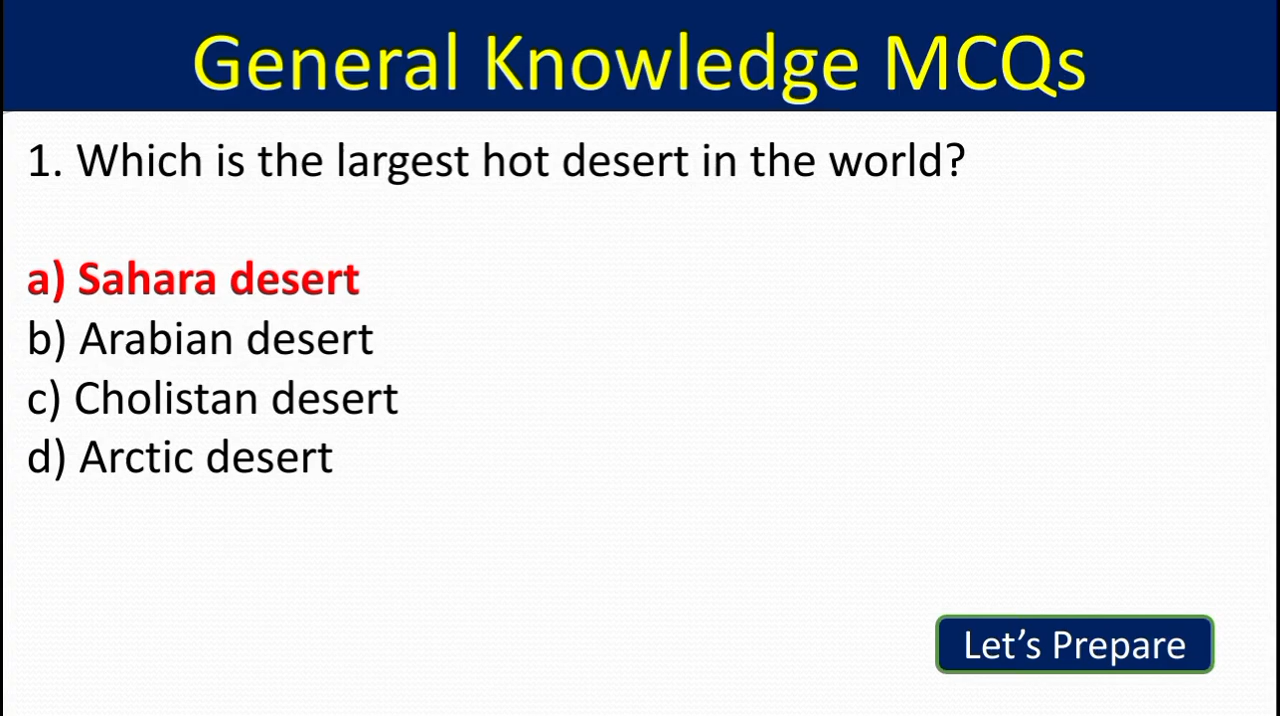 General Knowledge MCQs
1. Which is the largest hot desert in the world?
a) Sahara desert
b) Arabian desert
c) Cholistan desert
d) Arctic desert
Let’s Prepare